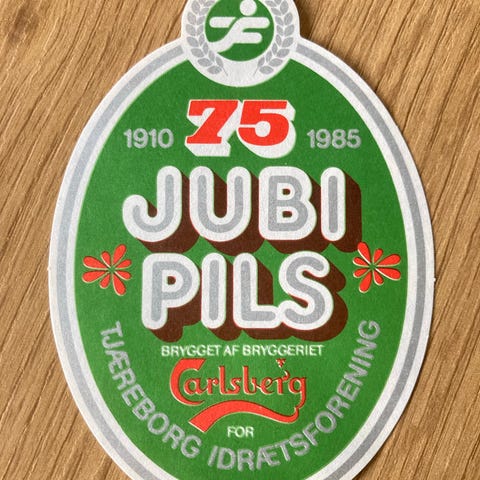 1910 75 1985
JUBI
PILS
BRYGGET AF BRYGGERIET
Carlsberg
FOR
TJÆREBORG IDRÆTSFORENING